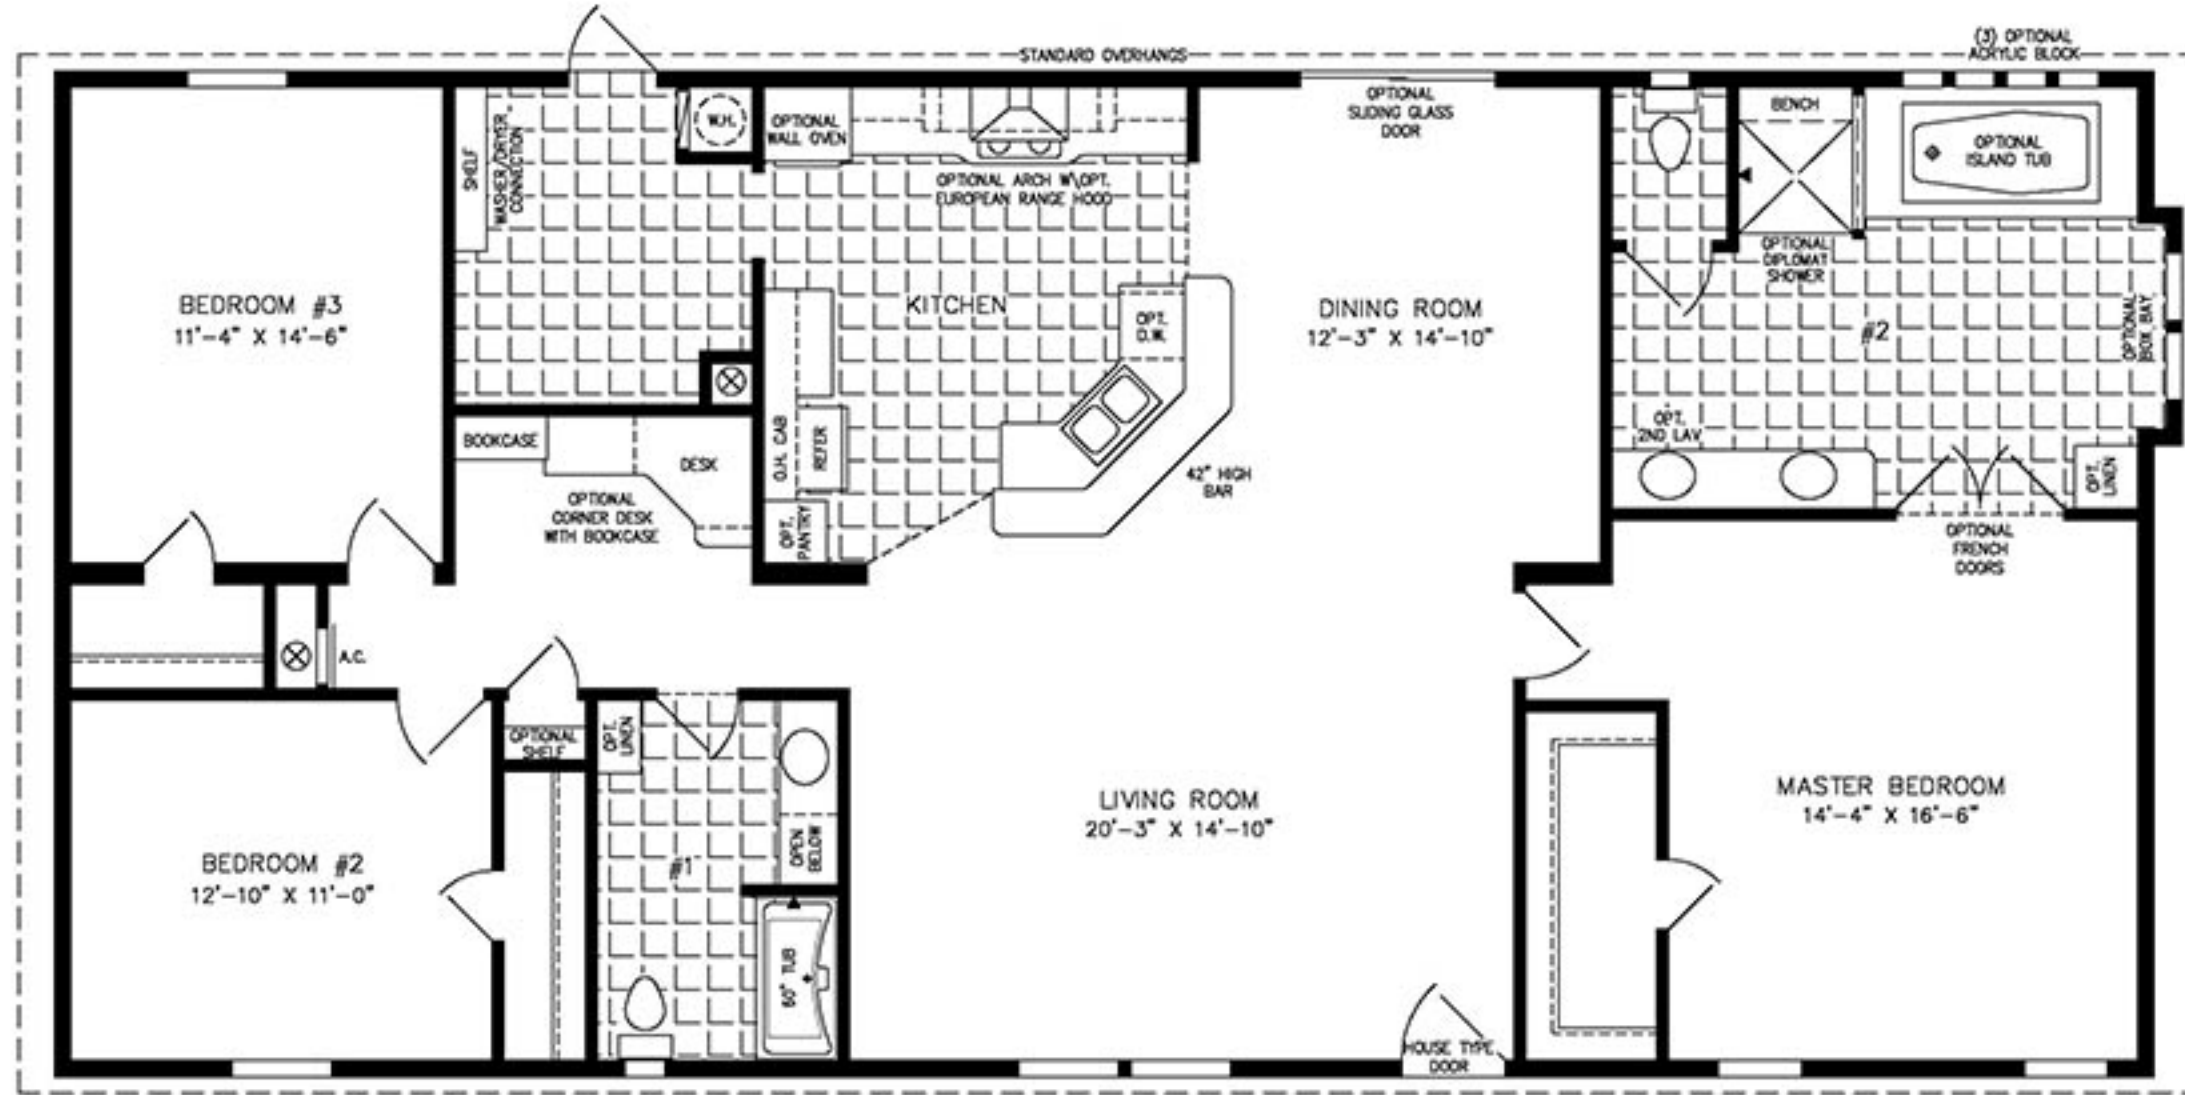 (3) OPTIONAL
ACRYLIC BLOCK
STANDARD OVERHANGS
SHELF
WASHER/DRYER
CONNECTION
W.H.
OPTIONAL
WALL OVEN
OPTIONAL ARCH W\OPT.
EUROPEAN RANGE HOOD
OPTIONAL
SLIDING GLASS
DOOR
BENCH
OPTIONAL
ISLAND TUB
OPTIONAL
DIPLOMAT
SHOWER
BEDROOM #3
11'-4" X 14'-6"
KITCHEN
OPT.
D.W.
DINING ROOM
12'-3" X 14'-10"
#2
OPTIONAL
BOX BAY
BOOKCASE
DESK
OPTIONAL
CORNER DESK
WITH BOOKCASE
O.H. CAB
REFER
OPT.
PANTRY
42" HIGH
BAR
OPT.
2ND LAV
OPT.
LINEN
OPTIONAL
FRENCH
DOORS
A.C.
OPTIONAL
SHELF
OPT.
LINEN
OPEN
BELOW
#1
60" TUB
BEDROOM #2
12'-10" X 11'-0"
LIVING ROOM
20'-3" X 14'-10"
MASTER BEDROOM
14'-4" X 16'-6"
HOUSE TYPE
DOOR